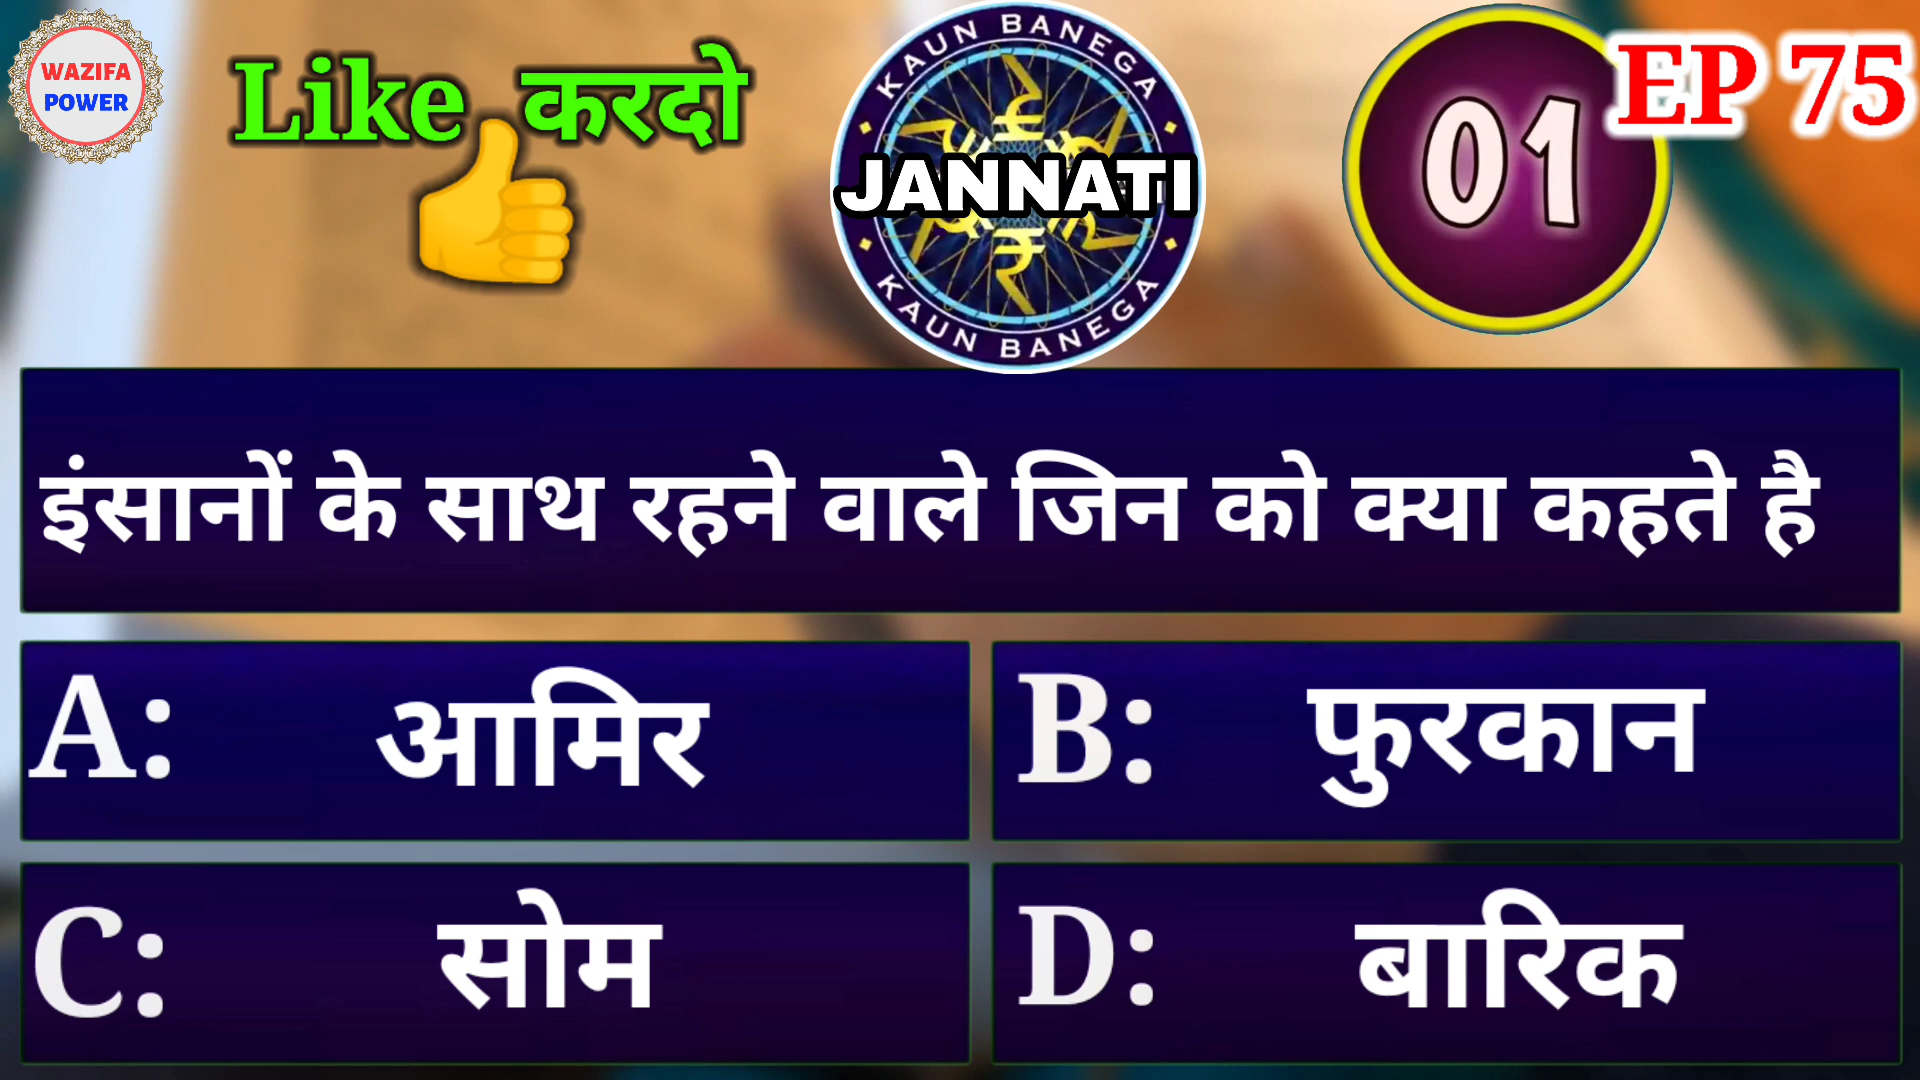 WAZIFA
POWER
Like करदो
KAUN BANEGA
JANNATI
KAUN BANEGA
01
EP 75
इंसानों के साथ रहने वाले जिन को क्या कहते है
A: आमिर
B: फुरकान
C: सोम
D: बारिक